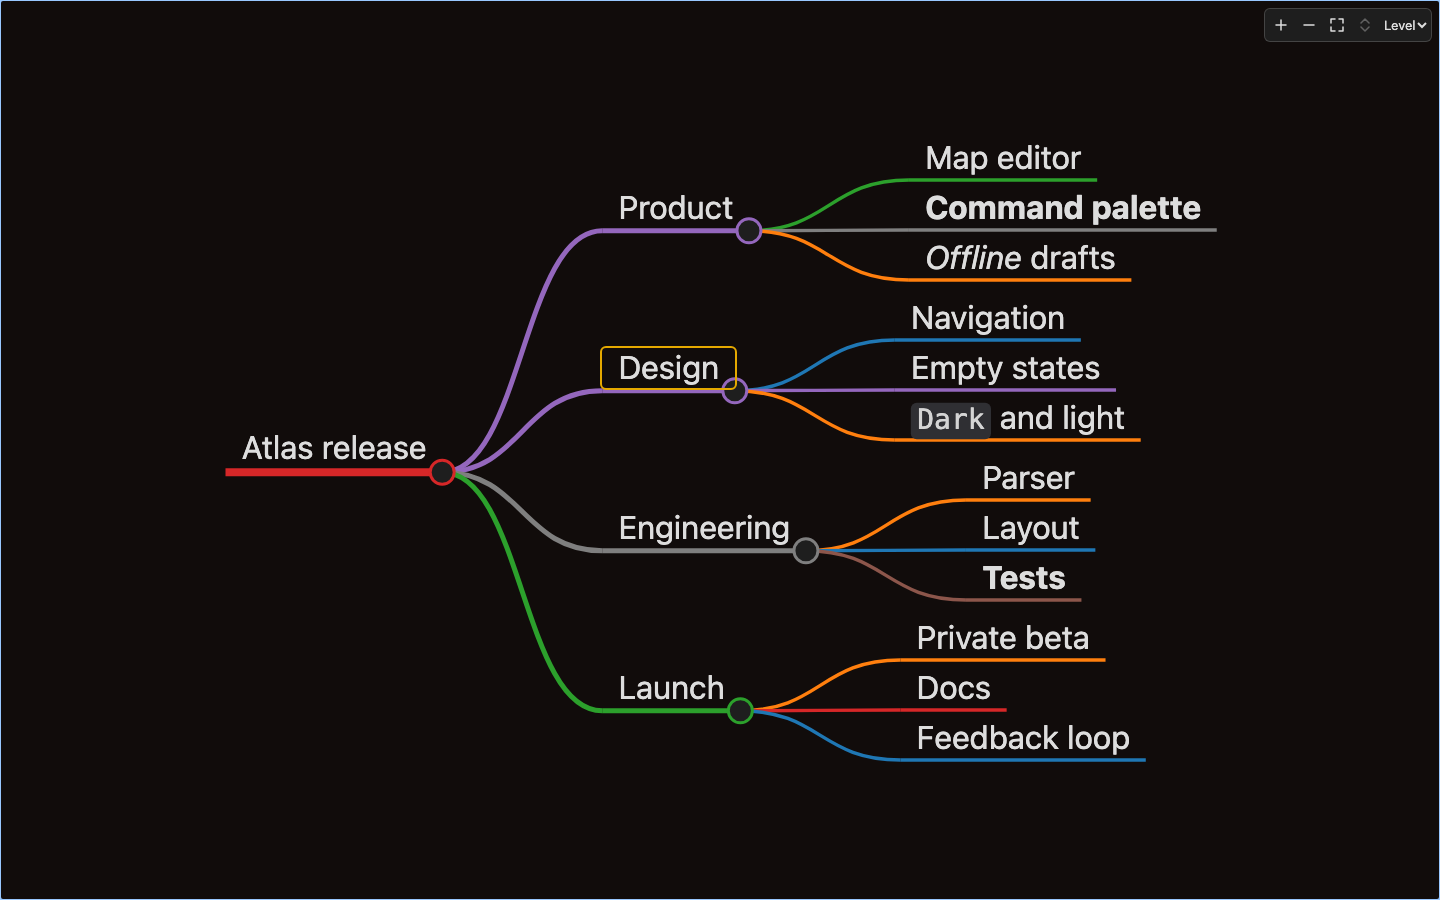 Level
Atlas release
Product
Map editor
Command palette
Offline drafts
Design
Navigation
Empty states
Dark and light
Engineering
Parser
Layout
Tests
Launch
Private beta
Docs
Feedback loop